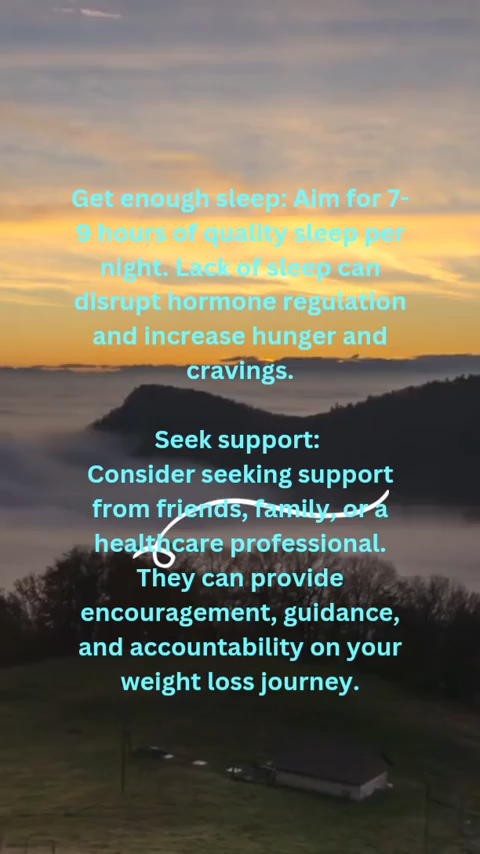 Get enough sleep: Aim for 7-
9 hours of quality sleep per
night. Lack of sleep can
disrupt hormone regulation
and increase hunger and
cravings.
Seek support:
Consider seeking support
from friends, family, or a
healthcare professional.
They can provide
encouragement, guidance,
and accountability on your
weight loss journey.